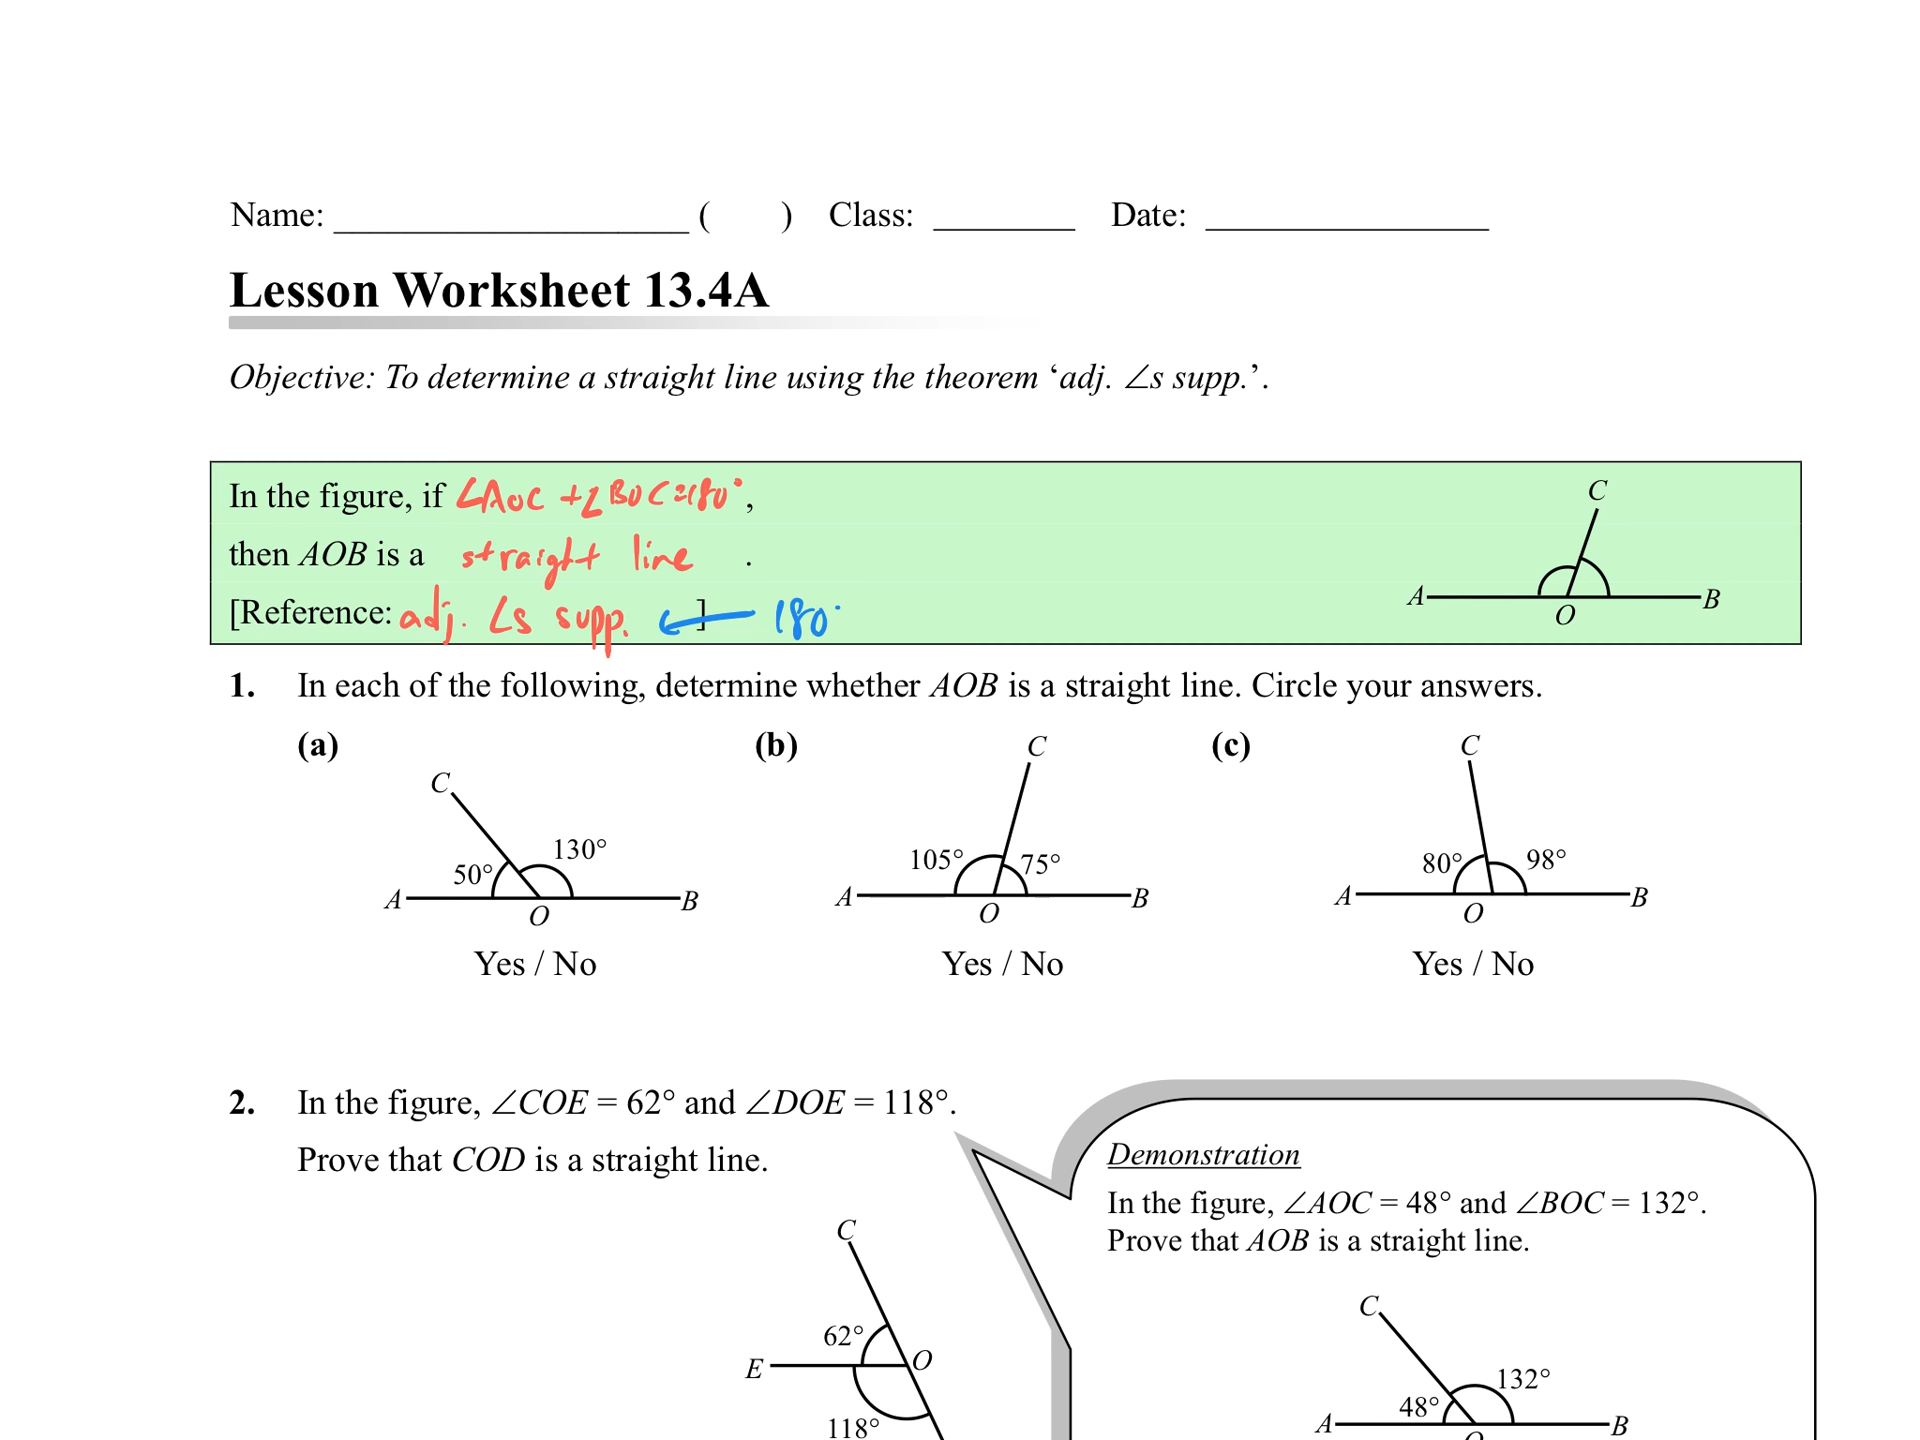 Name: ____________________ (      ) Class: ________ Date: ________________
Lesson Worksheet 13.4A
Objective: To determine a straight line using the theorem ‘adj. ∠s supp.’.
In the figure, if ∠AOC + ∠BOC = 180°,
then AOB is a straight line .
[Reference: adj. ∠s supp. ←] 180°
C
A
O
B
1. In each of the following, determine whether AOB is a straight line. Circle your answers.
(a) (b) (c)
C
50° 130°
A O B
Yes / No
C
105° 75°
A O B
Yes / No
C
80° 98°
A O B
Yes / No
2. In the figure, ∠COE = 62° and ∠DOE = 118°.
Prove that COD is a straight line.
C
62°
E O
118°
Demonstration
In the figure, ∠AOC = 48° and ∠BOC = 132°.
Prove that AOB is a straight line.
C
48° 132°
A B